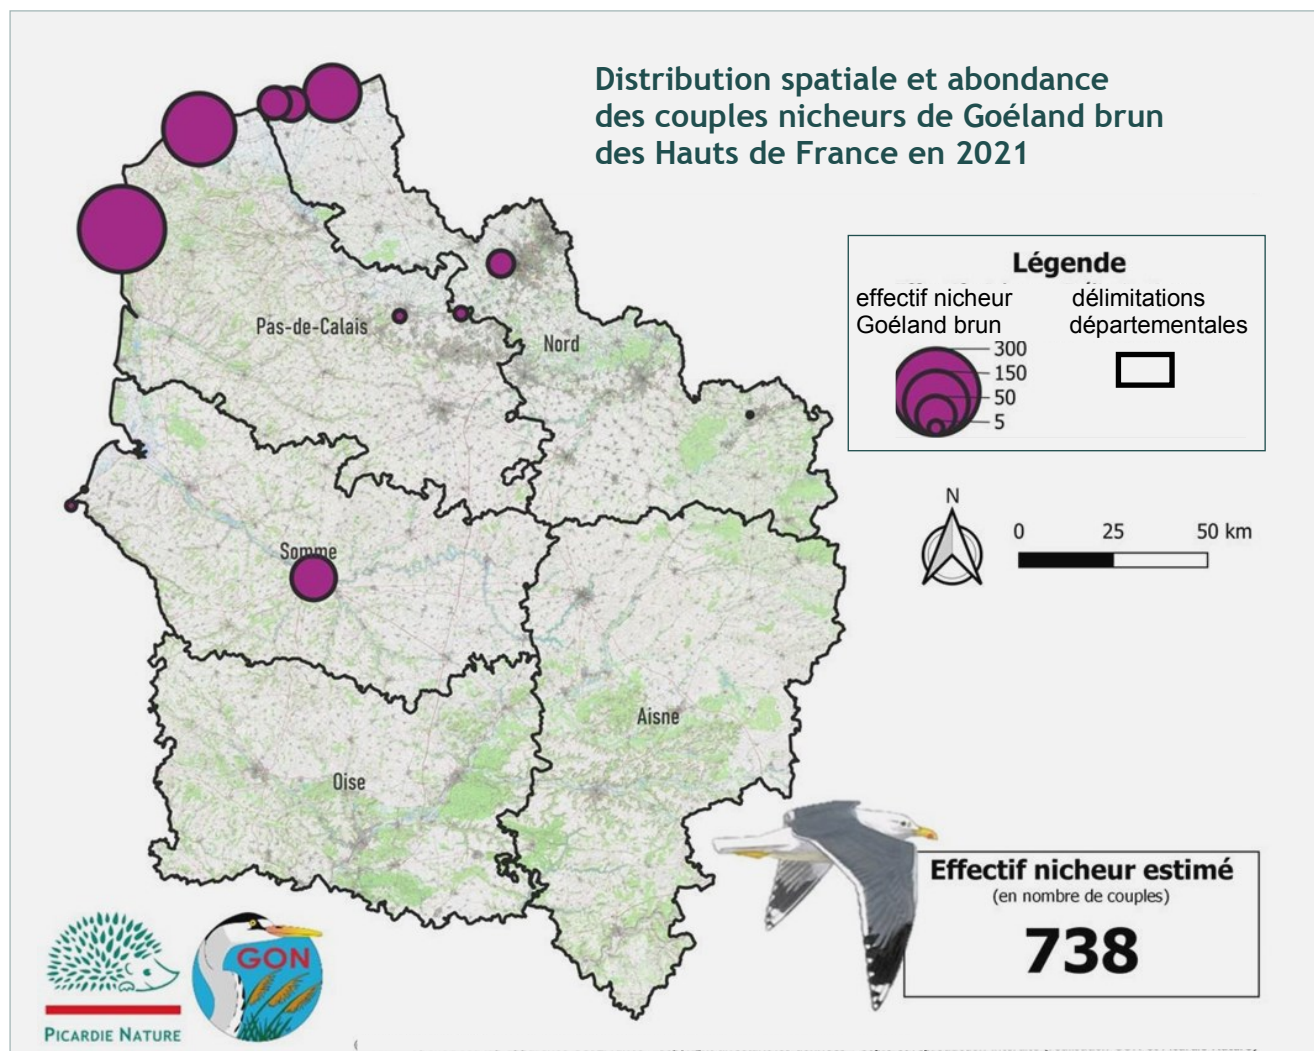 Distribution spatiale et abondance
des couples nicheurs de Goéland brun
des Hauts de France en 2021
Légende
effectif nicheur
Goéland brun
délimitations
départementales
300
150
50
5
N
0 25 50 km
Pas-de-Calais
Nord
Somme
Aisne
Oise
Effectif nicheur estimé
(en nombre de couples)
738
PICARDIE NATURE
GON